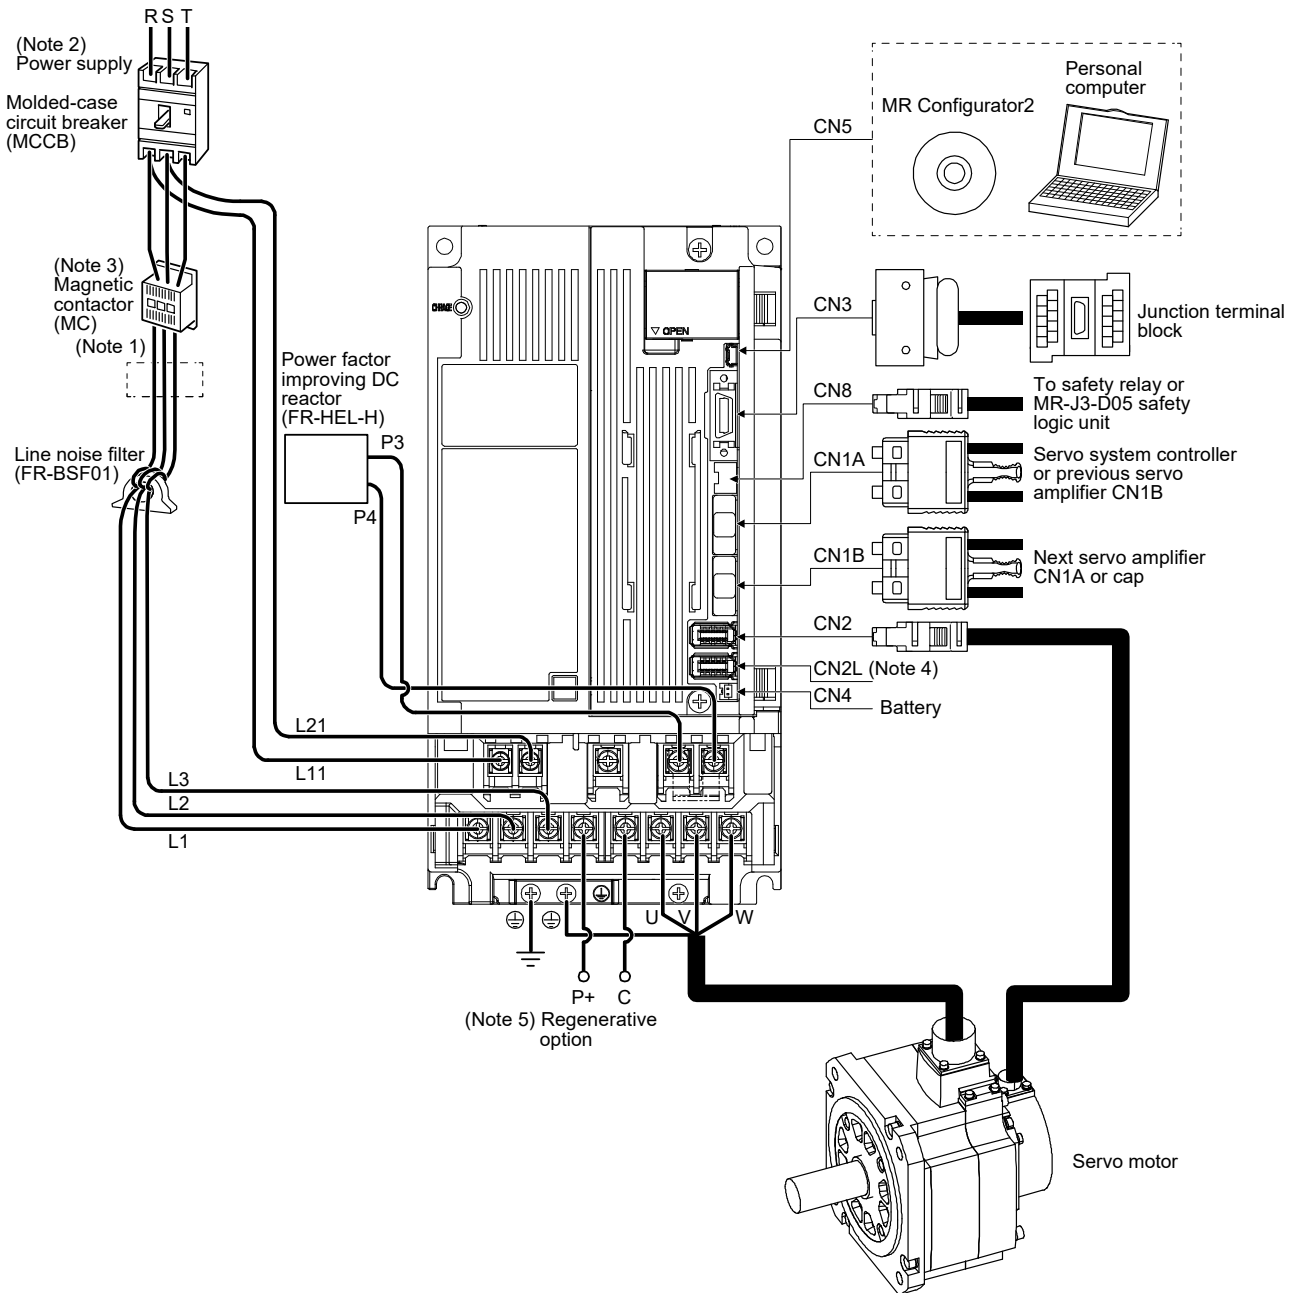 R S T
(Note 2)
Power supply
Molded-case
circuit breaker
(MCCB)
(Note 3)
Magnetic
contactor
(MC)
(Note 1)
Line noise filter
(FR-BSF01)
Power factor
improving DC
reactor
(FR-HEL-H)
P3
P4
L21
L11
L3
L2
L1
CHARGE
OPEN
CN5
MR Configurator2
Personal
computer
CN3
Junction terminal
block
CN8
To safety relay or
MR-J3-D05 safety
logic unit
CN1A
Servo system controller
or previous servo
amplifier CN1B
CN1B
Next servo amplifier
CN1A or cap
CN2
CN2L (Note 4)
CN4
Battery
U V W
P+ C
(Note 5) Regenerative
option
Servo motor